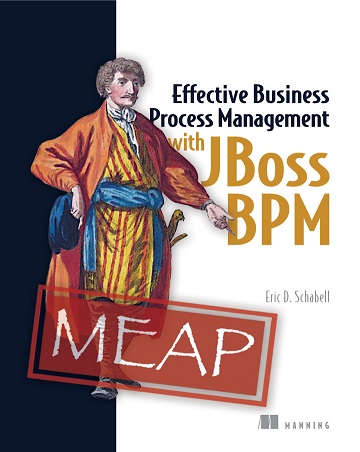 Effective Business
Process Management
with JBoss
BPM
Eric D. Schabell
MEAP
MANNING